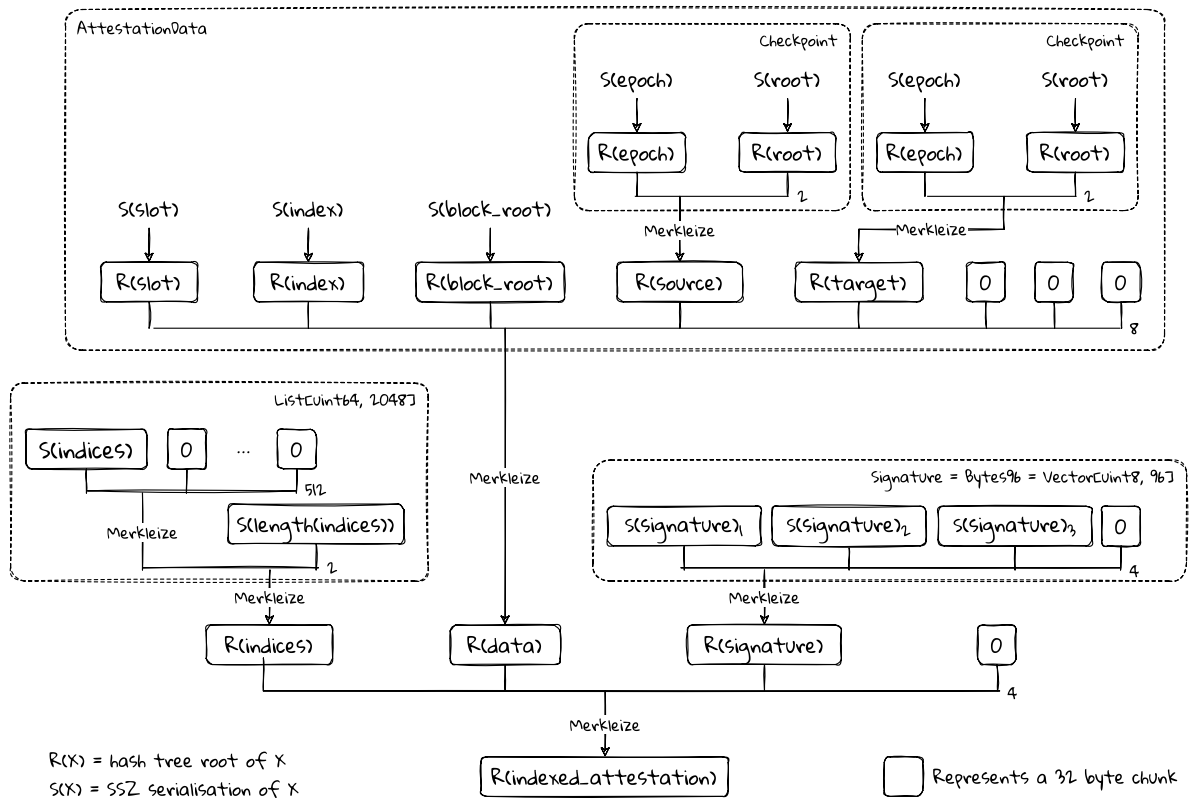 AttestationData
Checkpoint
Checkpoint
S(epoch) S(root) S(epoch) S(root)
R(epoch) R(root) R(epoch) R(root)
2 2
S(slot) S(index) S(block_root)
Merkleize Merkleize
R(slot) R(index) R(block_root) R(source) R(target) 0 0 0
8
List[uint64, 2048]
S(indices) 0 ... 0
512
Merkleize
S(length(indices))
2
Merkleize
Merkleize
Signature = Bytes96 = Vector[uint8, 96]
S(signature)1 S(signature)2 S(signature)3 0
4
Merkleize
R(indices) R(data) R(signature) 0
4
Merkleize
R(indexed_attestation)
R(X) = hash tree root of X
S(X) = SSZ serialisation of X
Represents a 32 byte chunk